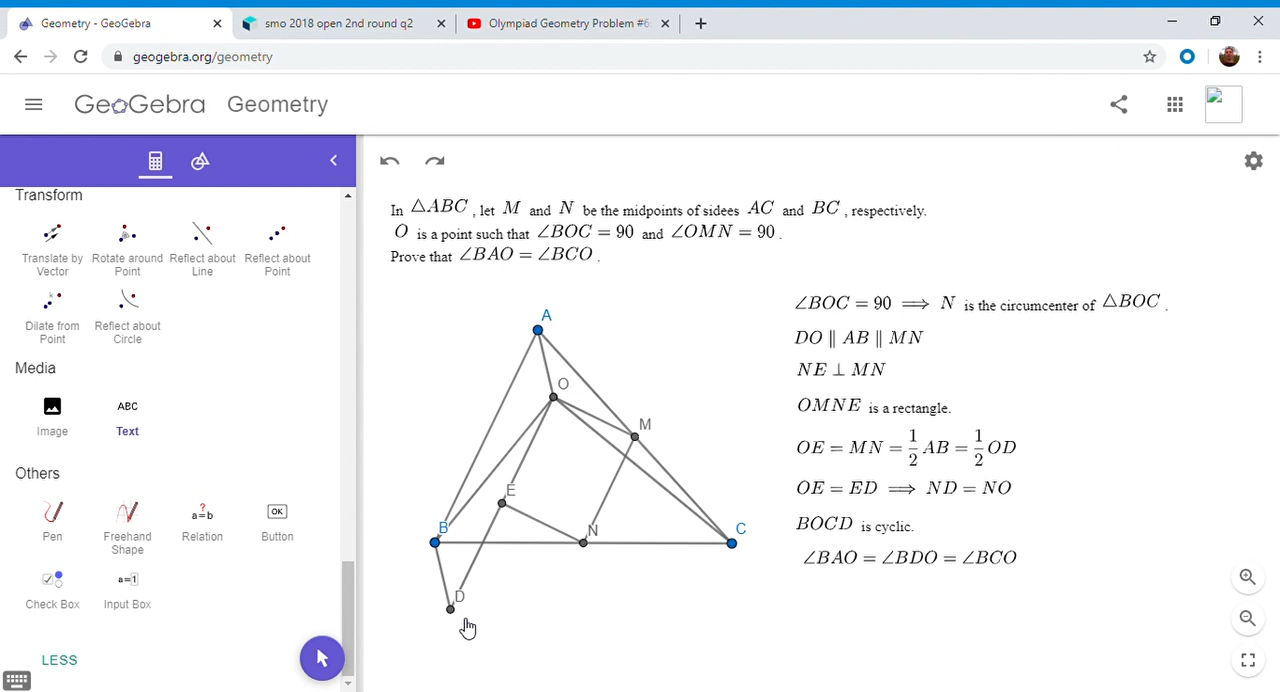 Geometry - GeoGebra
smo 2018 open 2nd round q2
Olympiad Geometry Problem #6
geogebra.org/geometry
GeoGebra Geometry
Transform
Translate by Vector
Rotate around Point
Reflect about Line
Reflect about Point
Dilate from Point
Reflect about Circle
Media
Image
ABC
Text
Others
Pen
Freehand Shape
a=b
Relation
OK
Button
Check Box
a=1
Input Box
LESS
In △ABC , let M and N be the midpoints of sidees AC and BC , respectively.
O is a point such that ∠BOC = 90 and ∠OMN = 90 .
Prove that ∠BAO = ∠BCO .
A
O
M
E
B
N
C
D
∠BOC = 90 ⟹ N is the circumcenter of △BOC .
DO ∥ AB ∥ MN
NE ⊥ MN
OMNE is a rectangle.
OE = MN = 1/2 AB = 1/2 OD
OE = ED ⟹ ND = NO
BOCD is cyclic.
∠BAO = ∠BDO = ∠BCO